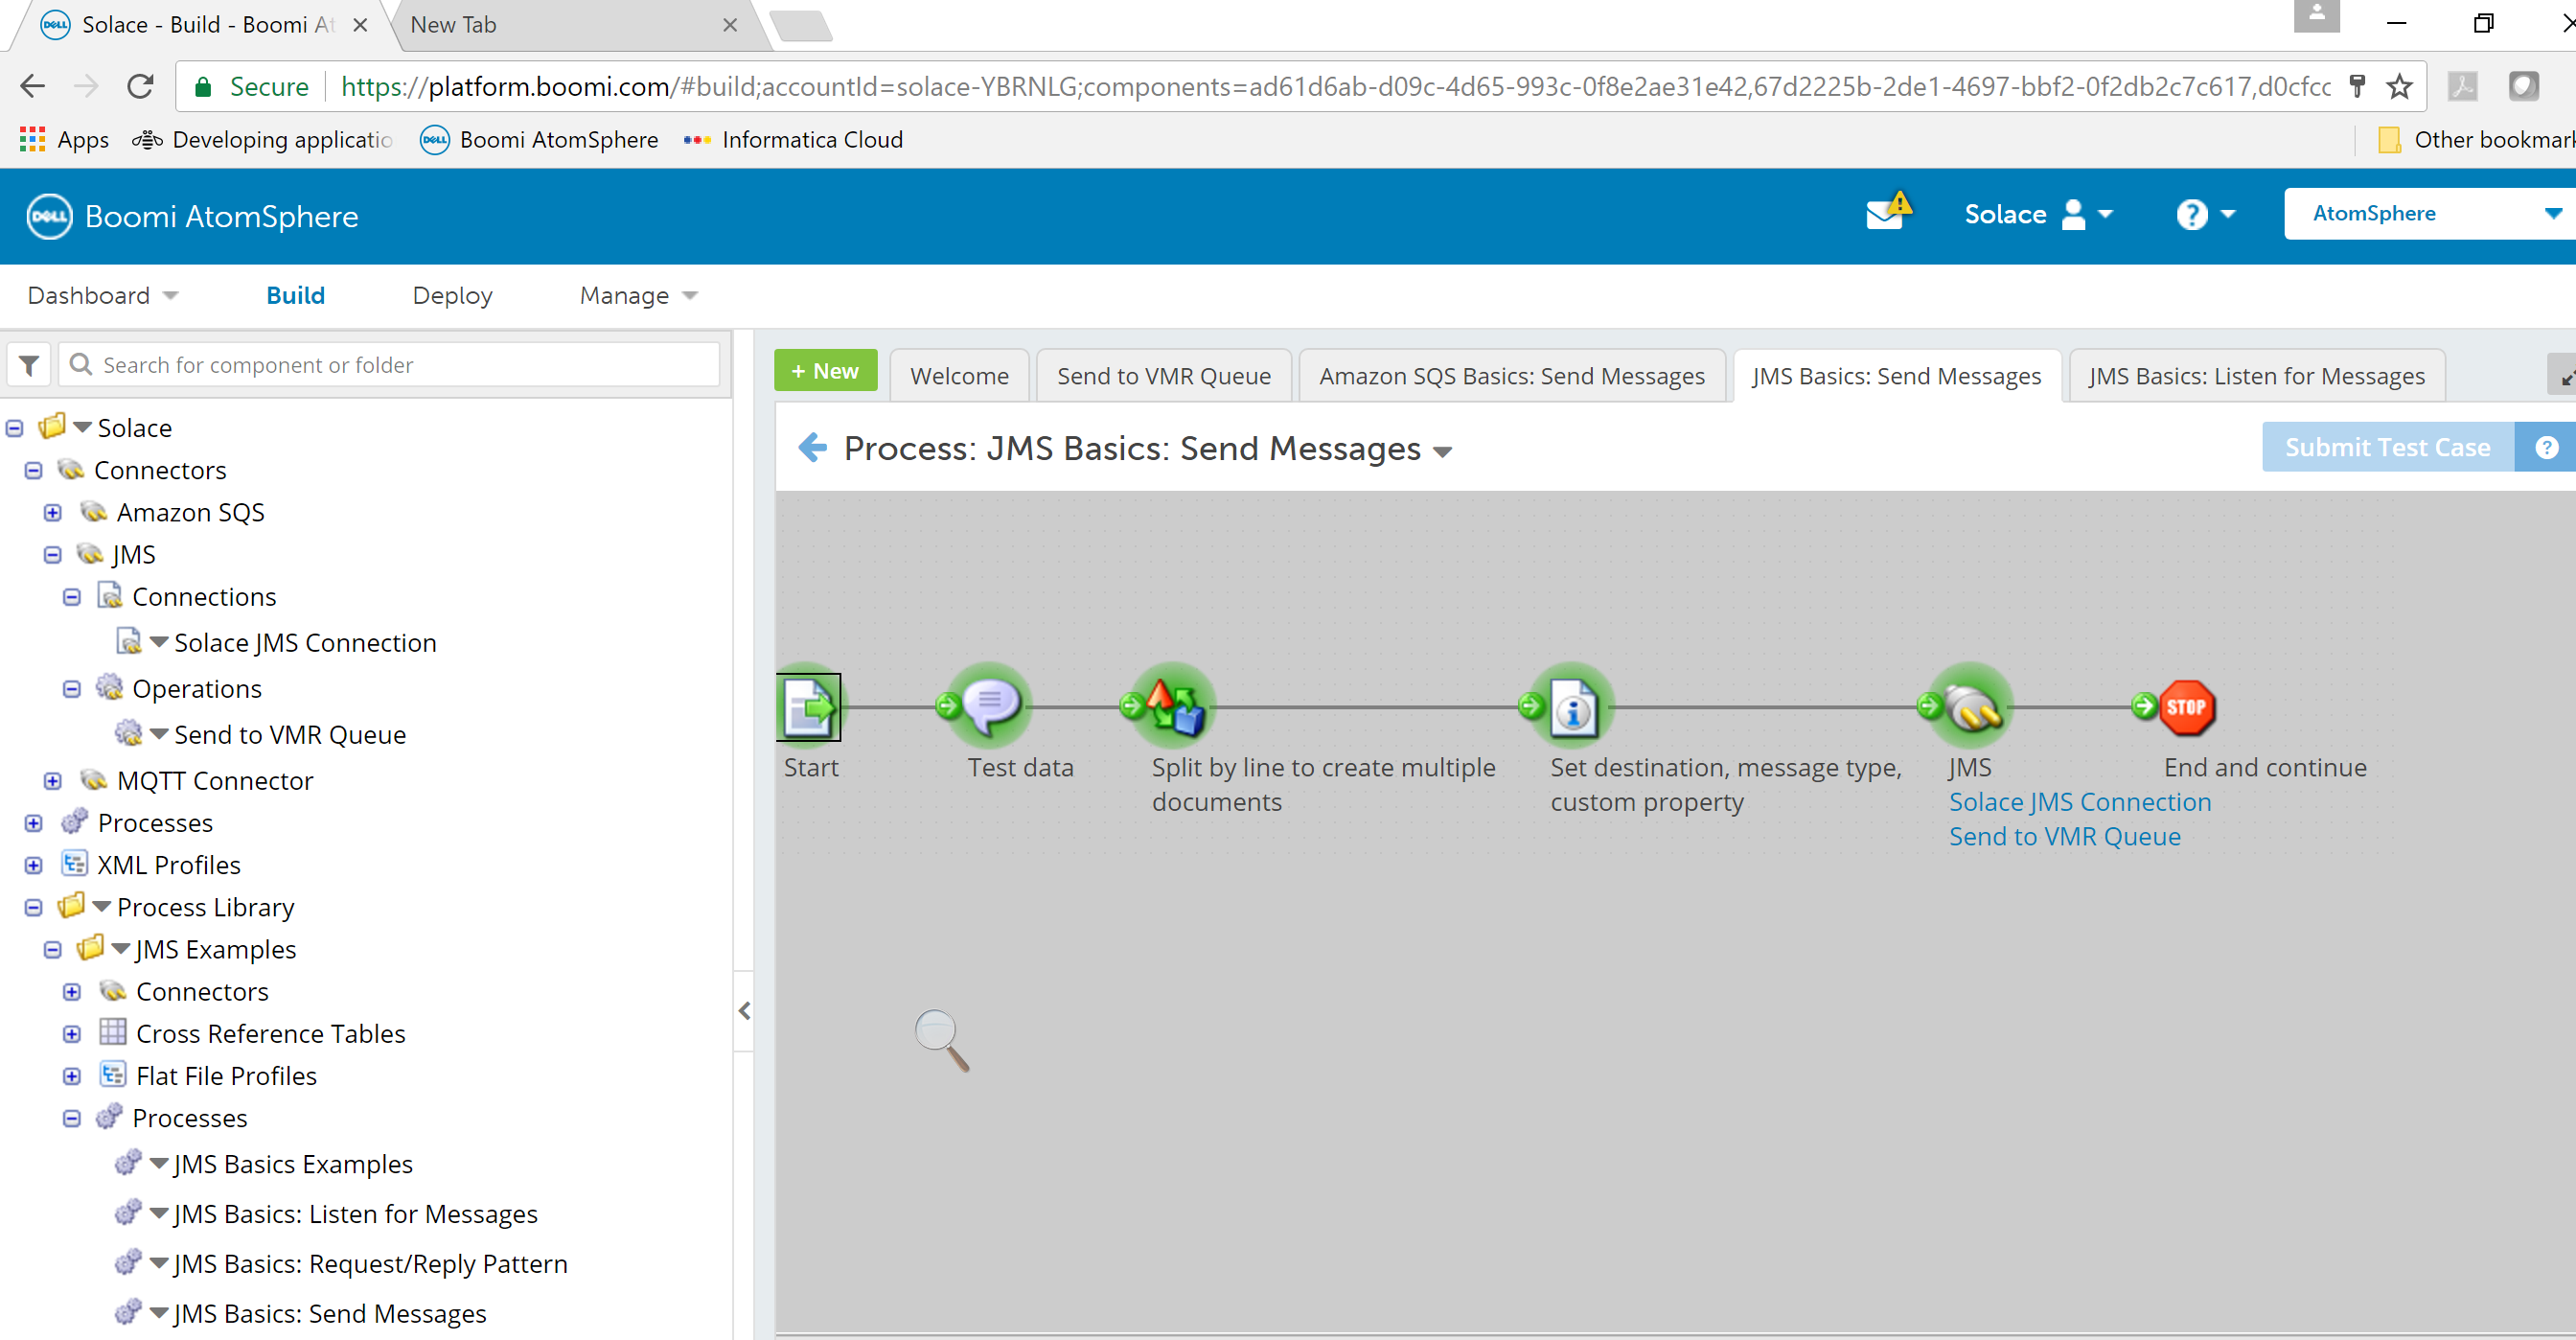 Solace - Build - Boomi At
New Tab
Secure
https://platform.boomi.com/#build;accountId=solace-YBRNLG;components=ad61d6ab-d09c-4d65-993c-0f8e2ae31e42,67d2225b-2de1-4697-bbf2-0f2db2c7c617,d0cfcc
Apps
Developing applicatio
DELL
Boomi AtomSphere
Informatica Cloud
Other bookmark
DELL
Boomi AtomSphere
Solace
?
AtomSphere
Dashboard
Build
Deploy
Manage
Search for component or folder
+ New
Welcome
Send to VMR Queue
Amazon SQS Basics: Send Messages
JMS Basics: Send Messages
JMS Basics: Listen for Messages
Process: JMS Basics: Send Messages
Submit Test Case
?
Solace
Connectors
Amazon SQS
JMS
Connections
Solace JMS Connection
Operations
Send to VMR Queue
MQTT Connector
Processes
XML Profiles
Process Library
JMS Examples
Connectors
Cross Reference Tables
Flat File Profiles
Processes
JMS Basics Examples
JMS Basics: Listen for Messages
JMS Basics: Request/Reply Pattern
JMS Basics: Send Messages
Start
Test data
Split by line to create multiple
documents
Set destination, message type,
custom property
JMS
Solace JMS Connection
Send to VMR Queue
STOP
End and continue